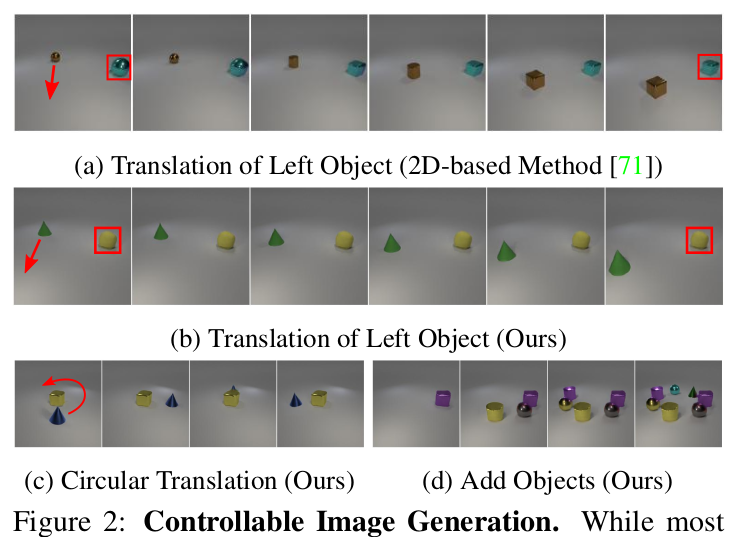 (a) Translation of Left Object (2D-based Method [71])
(b) Translation of Left Object (Ours)
(c) Circular Translation (Ours)
(d) Add Objects (Ours)
Figure 2: Controllable Image Generation. While most